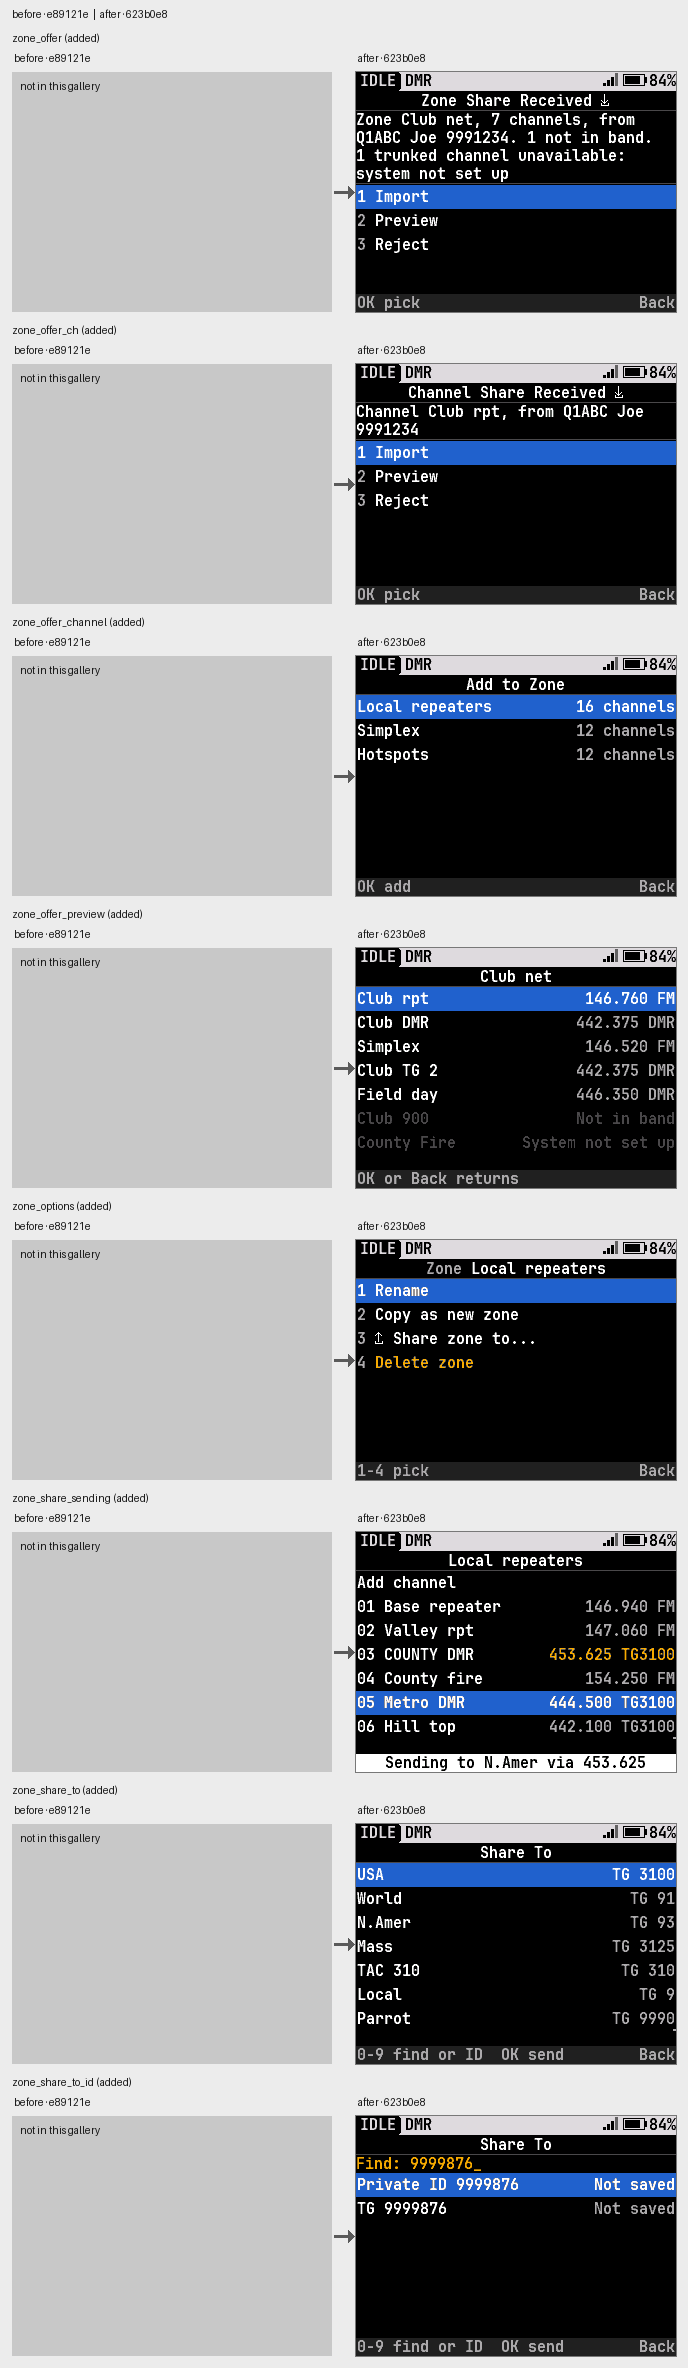 before · e89121e | after · 623b0e8
zone_offer (added)
before · e89121e
after · 623b0e8
not in this gallery
IDLE DMR 84%
Zone Share Received
Zone Club net, 7 channels, from
Q1ABC Joe 9991234. 1 not in band.
1 trunked channel unavailable:
system not set up
1 Import
2 Preview
3 Reject
OK pick Back
zone_offer_ch (added)
before · e89121e
after · 623b0e8
not in this gallery
IDLE DMR 84%
Channel Share Received
Channel Club rpt, from Q1ABC Joe
9991234
1 Import
2 Preview
3 Reject
OK pick Back
zone_offer_channel (added)
before · e89121e
after · 623b0e8
not in this gallery
IDLE DMR 84%
Add to Zone
Local repeaters 16 channels
Simplex 12 channels
Hotspots 12 channels
OK add Back
zone_offer_preview (added)
before · e89121e
after · 623b0e8
not in this gallery
IDLE DMR 84%
Club net
Club rpt 146.760 FM
Club DMR 442.375 DMR
Simplex 146.520 FM
Club TG 2 442.375 DMR
Field day 446.350 DMR
Club 900 Not in band
County Fire System not set up
OK or Back returns
zone_options (added)
before · e89121e
after · 623b0e8
not in this gallery
IDLE DMR 84%
Zone Local repeaters
1 Rename
2 Copy as new zone
3 Share zone to...
4 Delete zone
1-4 pick Back
zone_share_sending (added)
before · e89121e
after · 623b0e8
not in this gallery
IDLE DMR 84%
Local repeaters
Add channel
01 Base repeater 146.940 FM
02 Valley rpt 147.060 FM
03 COUNTY DMR 453.625 TG3100
04 County fire 154.250 FM
05 Metro DMR 444.500 TG3100
06 Hill top 442.100 TG3100
Sending to N.Amer via 453.625
zone_share_to (added)
before · e89121e
after · 623b0e8
not in this gallery
IDLE DMR 84%
Share To
USA TG 3100
World TG 91
N.Amer TG 93
Mass TG 3125
TAC 310 TG 310
Local TG 9
Parrot TG 9990
0-9 find or ID OK send Back
zone_share_to_id (added)
before · e89121e
after · 623b0e8
not in this gallery
IDLE DMR 84%
Share To
Find: 9999876_
Private ID 9999876 Not saved
TG 9999876 Not saved
0-9 find or ID OK send Back